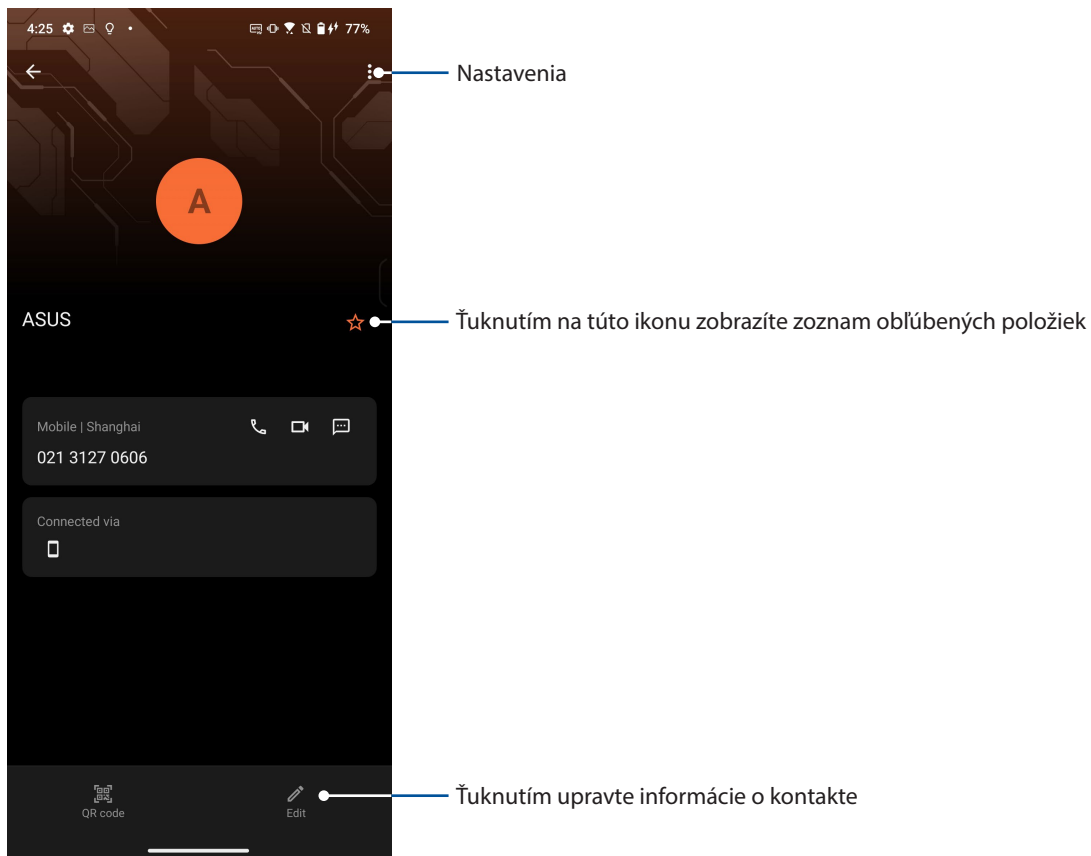 4:25
77%
Nastavenia
A
ASUS
Ťuknutím na túto ikonu zobrazíte zoznam obľúbených položiek
Mobile | Shanghai
021 3127 0606
Connected via
QR code
Edit
Ťuknutím upravte informácie o kontakte